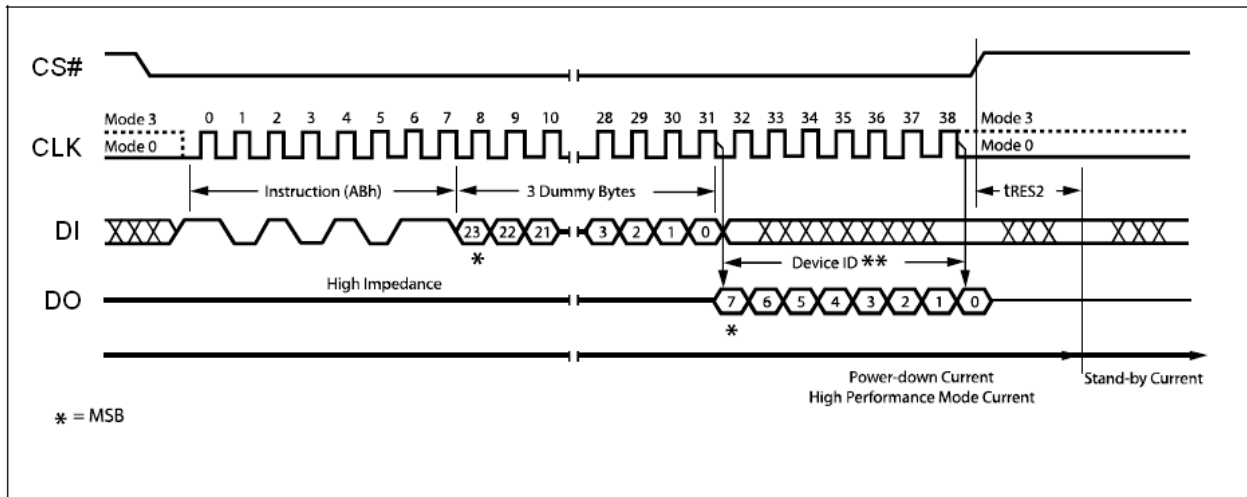 CS#
Mode 3 0 1 2 3 4 5 6 7 8 9 10 28 29 30 31 32 33 34 35 36 37 38 Mode 3
CLK Mode 0 Mode 0
Instruction (ABh) 3 Dummy Bytes tRES2
DI 23 22 21 3 2 1 0
* Device ID **
High Impedance
DO 7 6 5 4 3 2 1 0
*
Power-down Current Stand-by Current
High Performance Mode Current
* = MSB